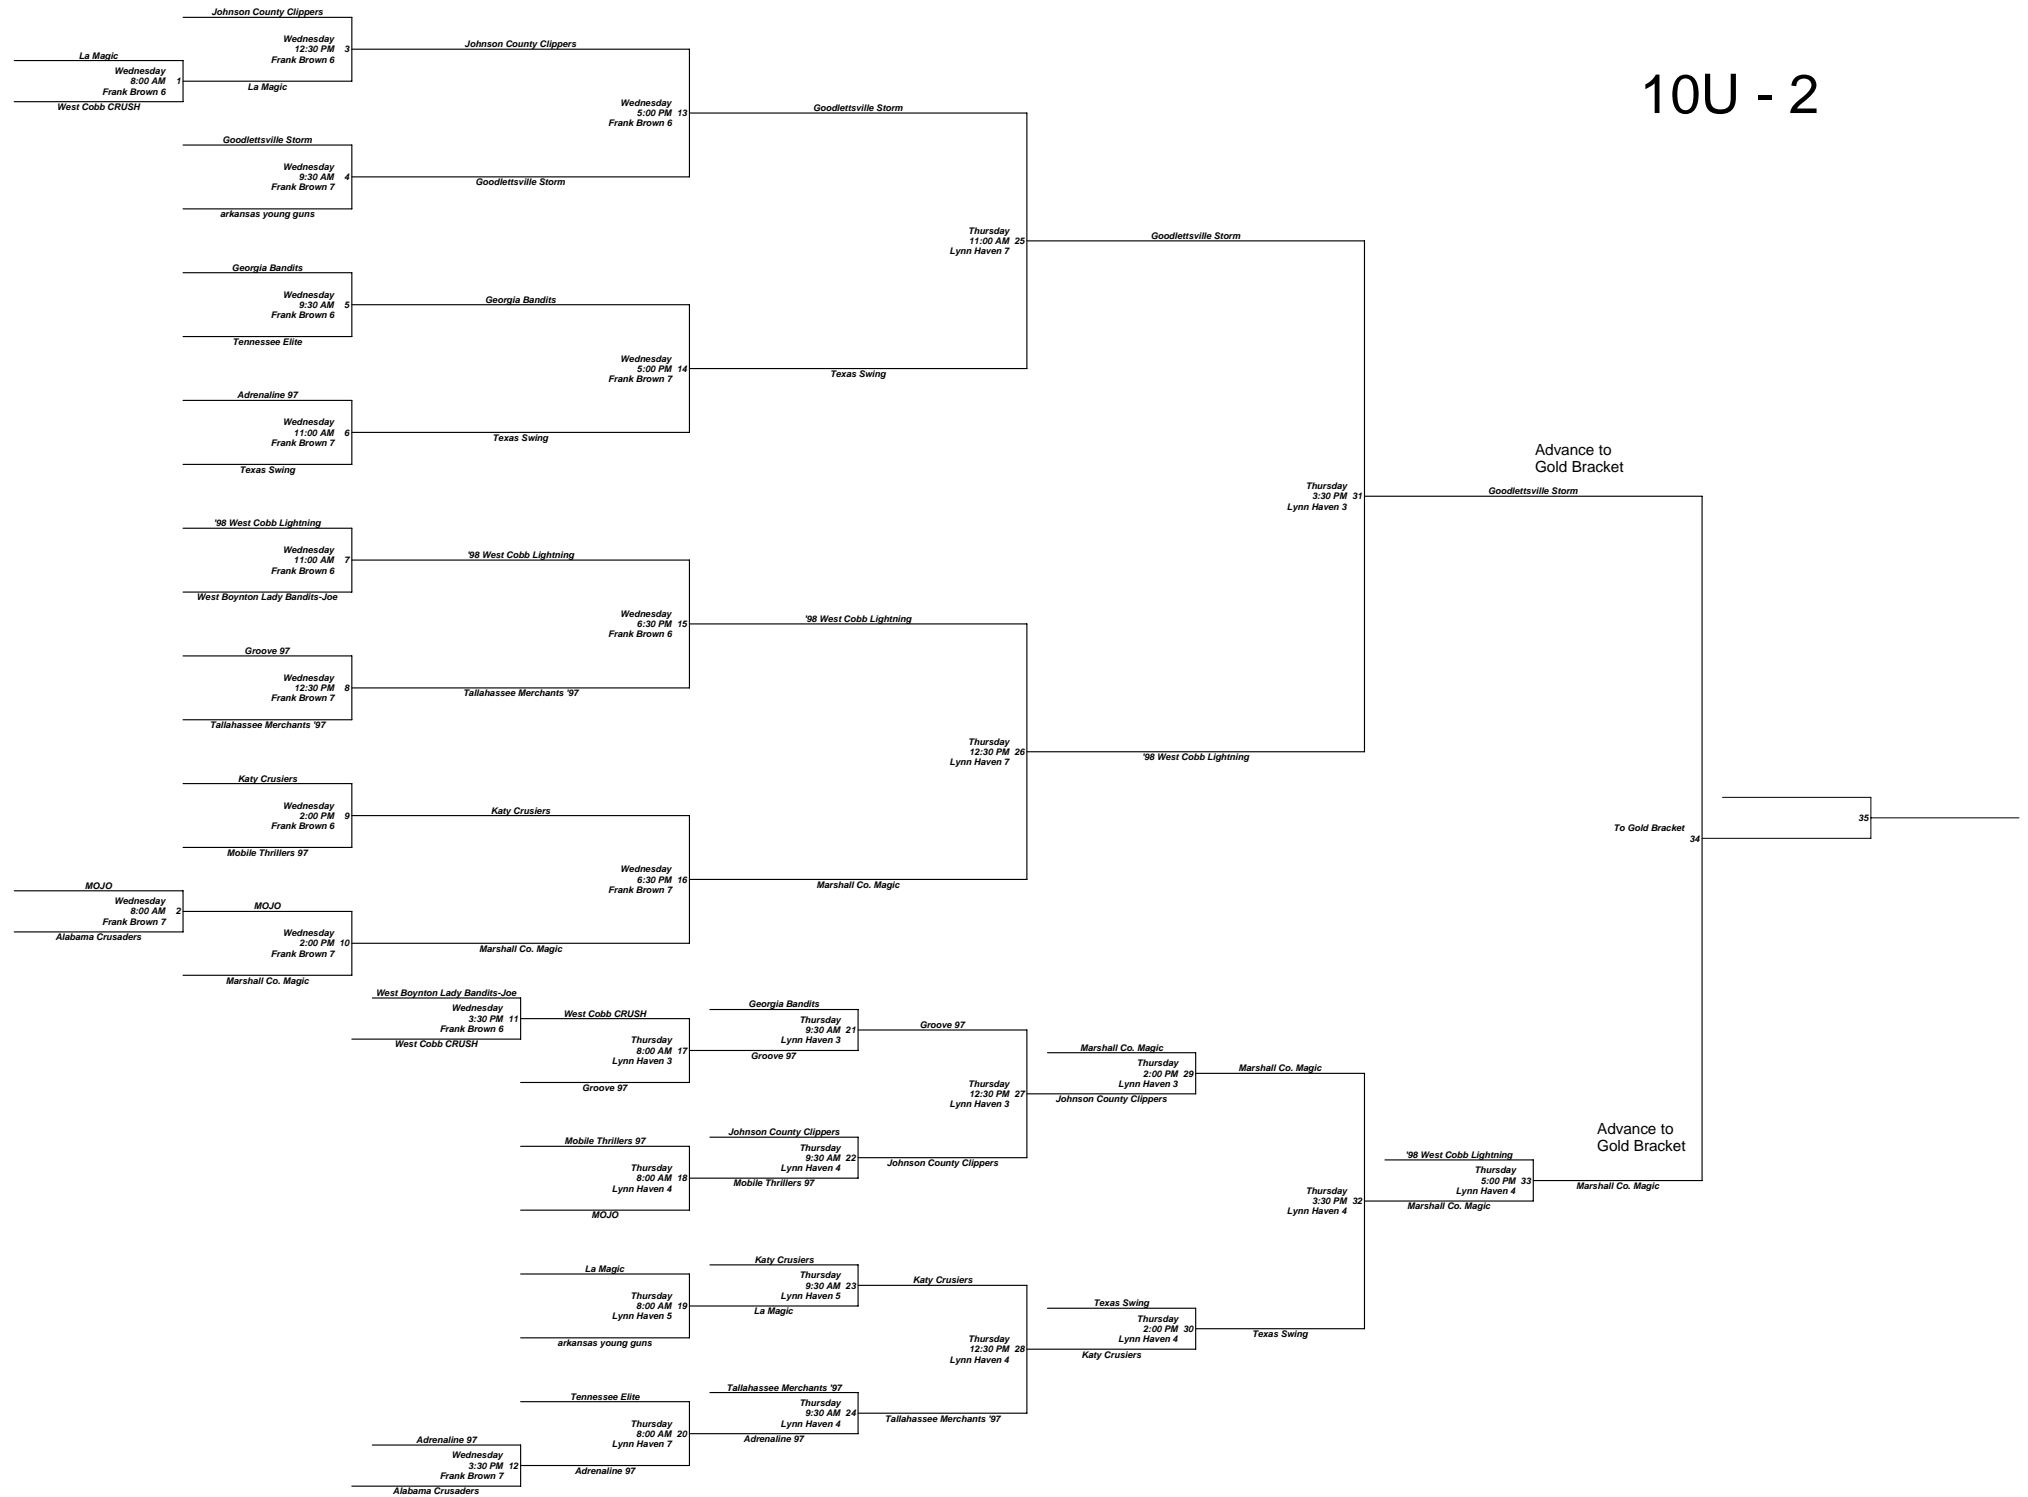 10U - 2
Johnson County Clippers
Wednesday
12:30 PM 3
Frank Brown 6
Johnson County Clippers
La Magic
Wednesday
8:00 AM 1
Frank Brown 6
La Magic
West Cobb CRUSH
Wednesday
5:00 PM 13
Frank Brown 6
Goodlettsville Storm
Goodlettsville Storm
Wednesday
9:30 AM 4
Frank Brown 7
Goodlettsville Storm
arkansas young guns
Thursday
11:00 AM 25
Lynn Haven 7
Goodlettsville Storm
Georgia Bandits
Wednesday
9:30 AM 5
Frank Brown 6
Georgia Bandits
Tennessee Elite
Wednesday
5:00 PM 14
Frank Brown 7
Texas Swing
Adrenaline 97
Wednesday
11:00 AM 6
Frank Brown 7
Texas Swing
Texas Swing
Advance to
Gold Bracket
Thursday
3:30 PM 31
Lynn Haven 3
Goodlettsville Storm
'98 West Cobb Lightning
Wednesday
11:00 AM 7
Frank Brown 6
'98 West Cobb Lightning
West Boynton Lady Bandits-Joe
Wednesday
6:30 PM 15
Frank Brown 6
'98 West Cobb Lightning
Groove 97
Wednesday
12:30 PM 8
Frank Brown 7
Tallahassee Merchants '97
Tallahassee Merchants '97
Thursday
12:30 PM 26
Lynn Haven 7
'98 West Cobb Lightning
Katy Crusiers
Wednesday
2:00 PM 9
Frank Brown 6
Katy Crusiers
Mobile Thrillers 97
To Gold Bracket
34
35
Wednesday
6:30 PM 16
Frank Brown 7
Marshall Co. Magic
MOJO
Wednesday
8:00 AM 2
Frank Brown 7
MOJO
Alabama Crusaders
Wednesday
2:00 PM 10
Frank Brown 7
Marshall Co. Magic
Marshall Co. Magic
West Boynton Lady Bandits-Joe
Wednesday
3:30 PM 11
Frank Brown 6
West Cobb CRUSH
West Cobb CRUSH
Thursday
8:00 AM 17
Lynn Haven 3
Groove 97
Georgia Bandits
Thursday
9:30 AM 21
Lynn Haven 3
Groove 97
Groove 97
Thursday
12:30 PM 27
Lynn Haven 3
Marshall Co. Magic
Thursday
2:00 PM 29
Lynn Haven 3
Johnson County Clippers
Marshall Co. Magic
Mobile Thrillers 97
Thursday
8:00 AM 18
Lynn Haven 4
MOJO
Johnson County Clippers
Thursday
9:30 AM 22
Lynn Haven 4
Mobile Thrillers 97
Johnson County Clippers
Advance to
Gold Bracket
Thursday
3:30 PM 32
Lynn Haven 4
'98 West Cobb Lightning
Thursday
5:00 PM 33
Lynn Haven 4
Marshall Co. Magic
Marshall Co. Magic
La Magic
Thursday
8:00 AM 19
Lynn Haven 5
arkansas young guns
Katy Crusiers
Thursday
9:30 AM 23
Lynn Haven 5
La Magic
Katy Crusiers
Thursday
12:30 PM 28
Lynn Haven 4
Texas Swing
Thursday
2:00 PM 30
Lynn Haven 4
Katy Crusiers
Texas Swing
Tennessee Elite
Thursday
8:00 AM 20
Lynn Haven 7
Tallahassee Merchants '97
Thursday
9:30 AM 24
Lynn Haven 4
Adrenaline 97
Tallahassee Merchants '97
Adrenaline 97
Wednesday
3:30 PM 12
Frank Brown 7
Adrenaline 97
Alabama Crusaders